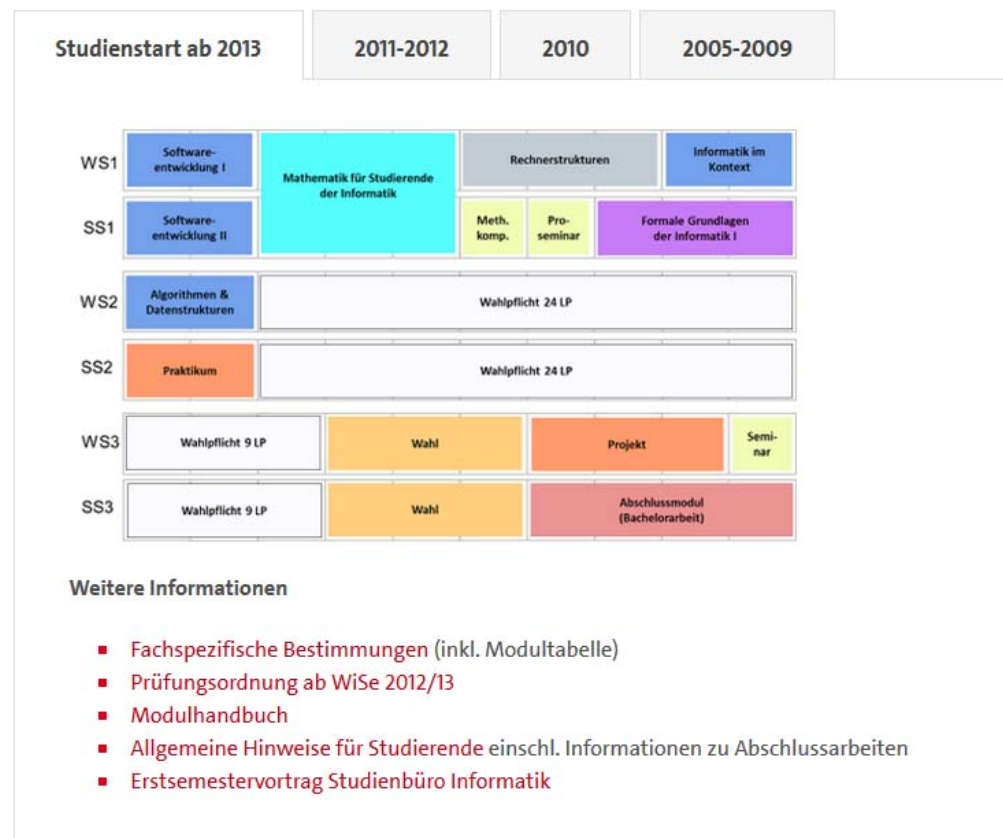 Studienstart ab 2013
2011-2012
2010
2005-2009
WS1
Software-
entwicklung I
Mathematik für Studierende
der Informatik
Rechnerstrukturen
Informatik im
Kontext
SS1
Software-
entwicklung II
Meth.
komp.
Pro-
seminar
Formale Grundlagen
der Informatik I
WS2
Algorithmen &
Datenstrukturen
Wahlpflicht 24 LP
SS2
Praktikum
Wahlpflicht 24 LP
WS3
Wahlpflicht 9 LP
Wahl
Projekt
Semi-
nar
SS3
Wahlpflicht 9 LP
Wahl
Abschlussmodul
(Bachelorarbeit)
Weitere Informationen
Fachspezifische Bestimmungen (inkl. Modultabelle)
Prüfungsordnung ab WiSe 2012/13
Modulhandbuch
Allgemeine Hinweise für Studierende einschl. Informationen zu Abschlussarbeiten
Erstsemestervortrag Studienbüro Informatik